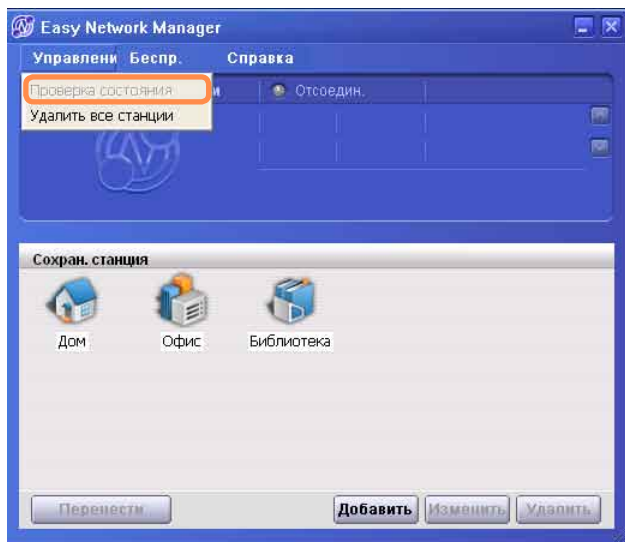 Easy Network Manager
Управлени Беспр. Справка
Проверка состояния
и Отсоедин.
Удалить все станции
Сохран. станция
Дом Офис Библиотека
Перенести Добавить Изменить Удалить